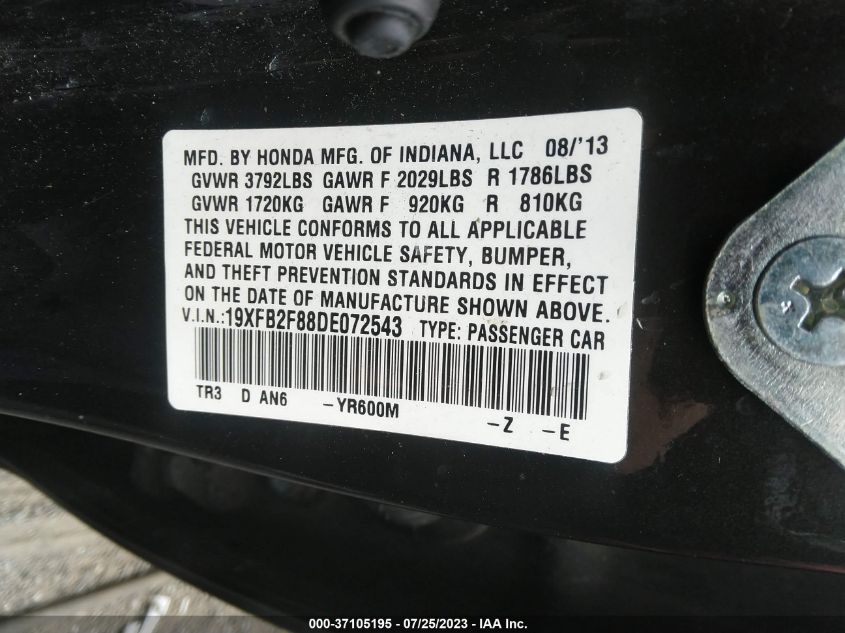 MFD. BY HONDA MFG. OF INDIANA, LLC 08/'13
GVWR 3792LBS GAWR F 2029LBS R 1786LBS
GVWR 1720KG GAWR F 920KG R 810KG
THIS VEHICLE CONFORMS TO ALL APPLICABLE
FEDERAL MOTOR VEHICLE SAFETY, BUMPER,
AND THEFT PREVENTION STANDARDS IN EFFECT
ON THE DATE OF MANUFACTURE SHOWN ABOVE.
V.I.N.:19XFB2F88DE072543 TYPE: PASSENGER CAR
TR3 D AN6 -YR600M
-Z -E
000-37105195 - 07/25/2023 - IAA Inc.